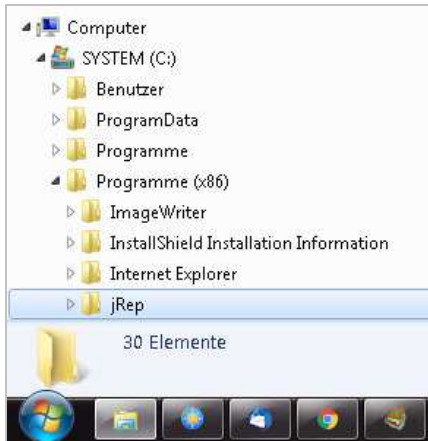 Computer
SYSTEM (C:)
Benutzer
ProgramData
Programme
Programme (x86)
ImageWriter
InstallShield Installation Information
Internet Explorer
jRep
30 Elemente